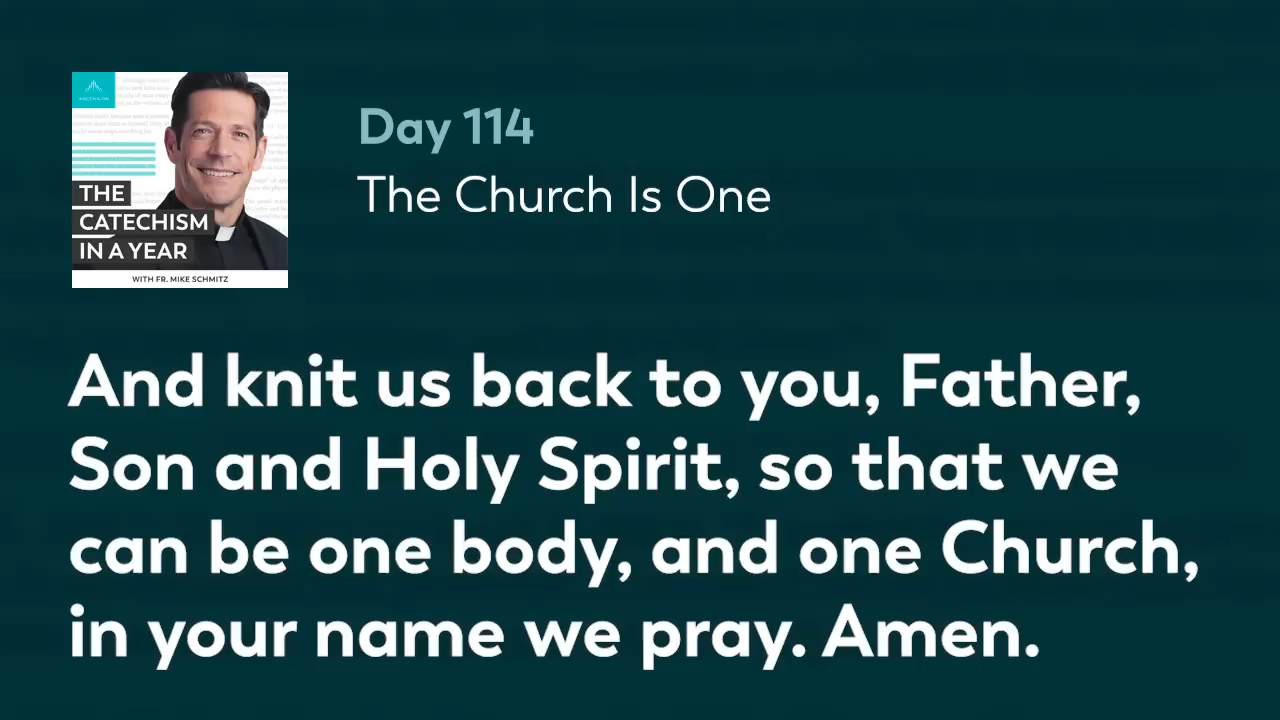 ASCENSION
THE
CATECHISM
IN A YEAR
WITH FR. MIKE SCHMITZ
Day 114
The Church Is One
And knit us back to you, Father,
Son and Holy Spirit, so that we
can be one body, and one Church,
in your name we pray. Amen.